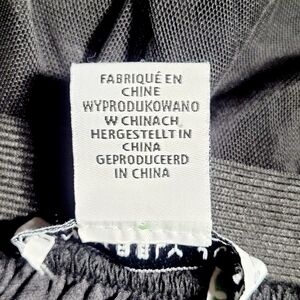 FABRIQUÉ EN
CHINE
WYPRODUKOWANO
W CHINACH
HERGESTELLT IN
CHINA
GEPRODUCEERD
IN CHINA